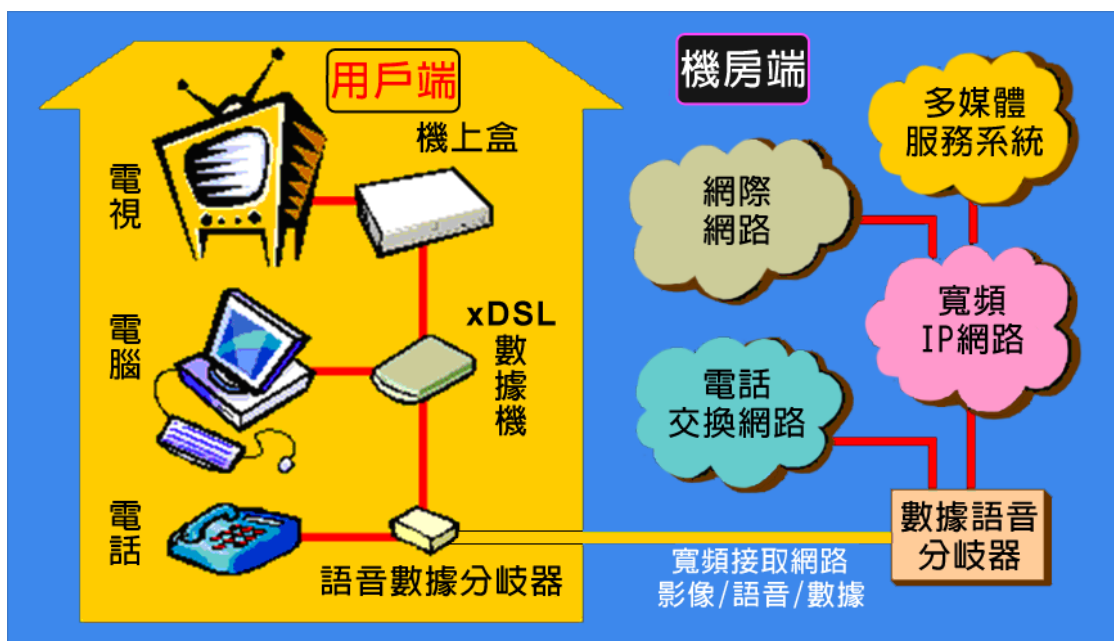 用戶端
機房端
機上盒
電視
xDSL
數據機
電腦
電話
語音數據分岐器
多媒體
服務系統
網際
網路
寬頻
IP網路
電話
交換網路
數據語音
分岐器
寬頻接取網路
影像/語音/數據